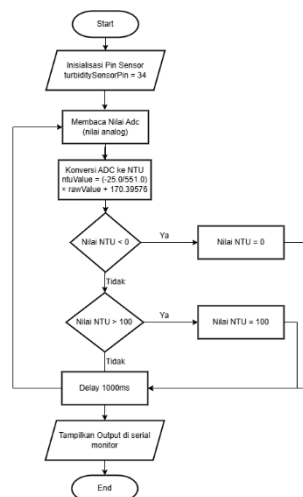 Start
Inisialisasi Pin Sensor
turbiditySensorPin = 34
Membaca Nilai Adc
(nilai analog)
Konversi ADC ke NTU
ntuValue = (-25.0/551.0)
× rawValue + 170.39576
Nilai NTU < 0
Ya
Nilai NTU = 0
Tidak
Nilai NTU > 100
Ya
Nilai NTU = 100
Tidak
Delay 1000ms
Tampilkan Output di serial
monitor
End